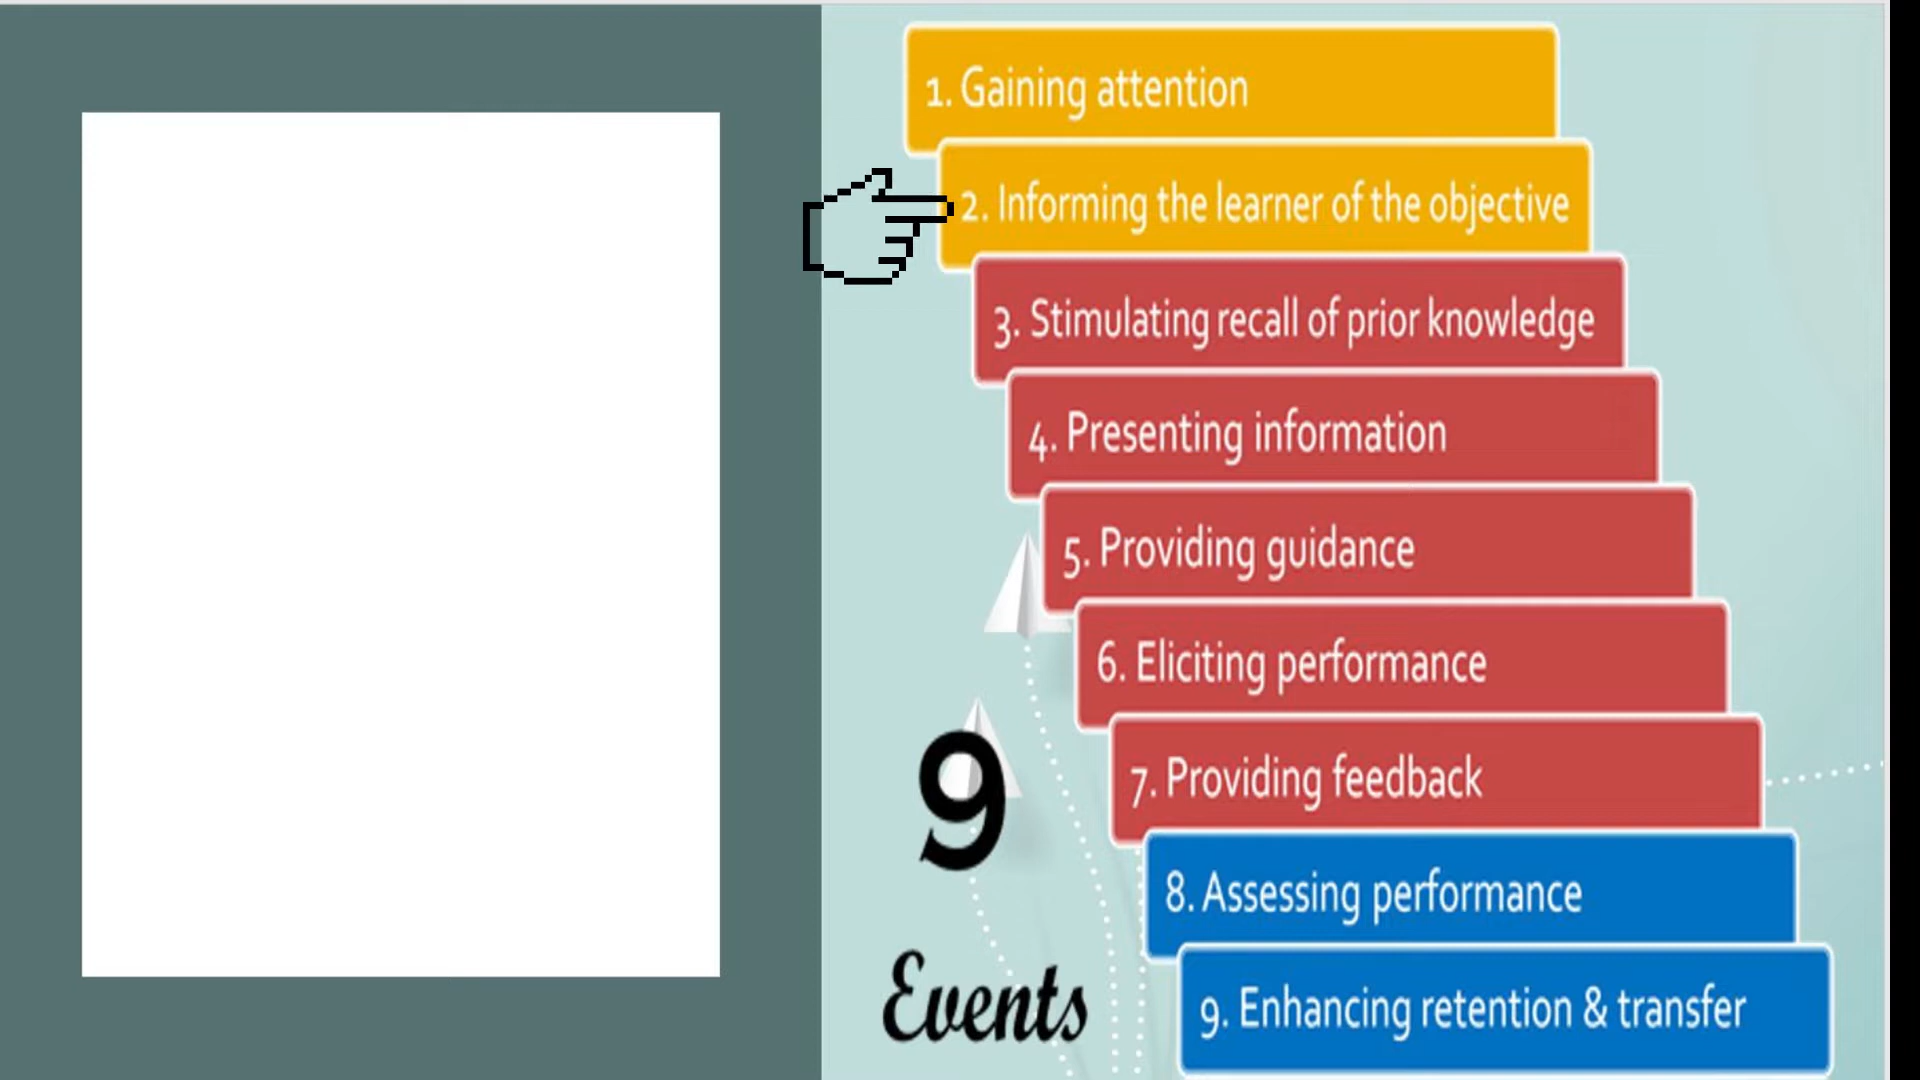 1. Gaining attention
2. Informing the learner of the objective
3. Stimulating recall of prior knowledge
4. Presenting information
5. Providing guidance
6. Eliciting performance
7. Providing feedback
8. Assessing performance
9. Enhancing retention & transfer
9
Events